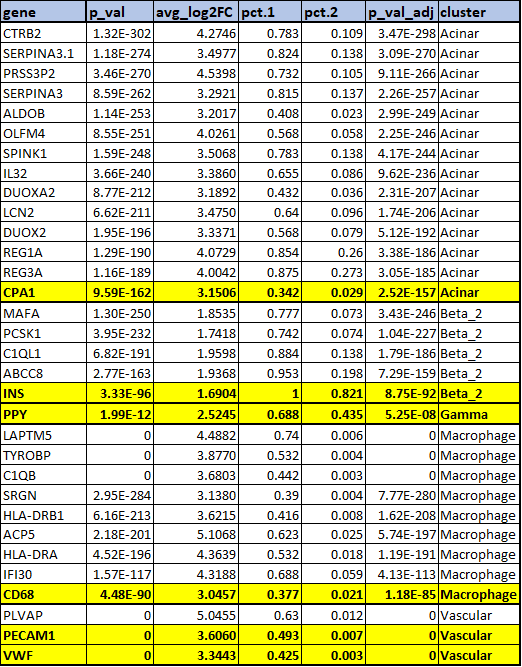 gene p_val avg_log2FC pct.1 pct.2 p_val_adj cluster
CTRB2 1.32E-302 4.2746 0.783 0.109 3.47E-298 Acinar
SERPINA3.1 1.18E-274 3.4977 0.824 0.138 3.09E-270 Acinar
PRSS3P2 3.46E-270 4.5398 0.732 0.105 9.11E-266 Acinar
SERPINA3 8.59E-262 3.2921 0.815 0.137 2.26E-257 Acinar
ALDOB 1.14E-253 3.2017 0.408 0.023 2.99E-249 Acinar
OLFM4 8.55E-251 4.0261 0.568 0.058 2.25E-246 Acinar
SPINK1 1.59E-248 3.5068 0.783 0.138 4.17E-244 Acinar
IL32 3.66E-240 3.3860 0.655 0.086 9.62E-236 Acinar
DUOXA2 8.77E-212 3.1892 0.432 0.036 2.31E-207 Acinar
LCN2 6.62E-211 3.4750 0.64 0.096 1.74E-206 Acinar
DUOX2 1.95E-196 3.3371 0.568 0.079 5.12E-192 Acinar
REG1A 1.29E-190 4.0729 0.854 0.26 3.38E-186 Acinar
REG3A 1.16E-189 4.0042 0.875 0.273 3.05E-185 Acinar
CPA1 9.59E-162 3.1506 0.342 0.029 2.52E-157 Acinar
MAFA 1.30E-250 1.8535 0.777 0.073 3.43E-246 Beta_2
PCSK1 3.95E-232 1.7418 0.742 0.074 1.04E-227 Beta_2
C1QL1 6.82E-191 1.9598 0.884 0.138 1.79E-186 Beta_2
ABCC8 2.77E-163 1.9368 0.953 0.198 7.29E-159 Beta_2
INS 3.33E-96 1.6904 1 0.821 8.75E-92 Beta_2
PPY 1.99E-12 2.5245 0.688 0.435 5.25E-08 Gamma
LAPTM5 0 4.4882 0.74 0.006 0 Macrophage
TYROBP 0 3.8770 0.532 0.004 0 Macrophage
C1QB 0 3.6803 0.442 0.003 0 Macrophage
SRGN 2.95E-284 3.1380 0.39 0.004 7.77E-280 Macrophage
HLA-DRB1 6.16E-213 3.6215 0.416 0.008 1.62E-208 Macrophage
ACP5 2.18E-201 5.1068 0.623 0.025 5.74E-197 Macrophage
HLA-DRA 4.52E-196 4.3639 0.532 0.018 1.19E-191 Macrophage
IFI30 1.57E-117 4.3188 0.688 0.059 4.13E-113 Macrophage
CD68 4.48E-90 3.0457 0.377 0.021 1.18E-85 Macrophage
PLVAP 0 5.0455 0.63 0.012 0 Vascular
PECAM1 0 3.6060 0.493 0.007 0 Vascular
VWF 0 3.3443 0.425 0.003 0 Vascular